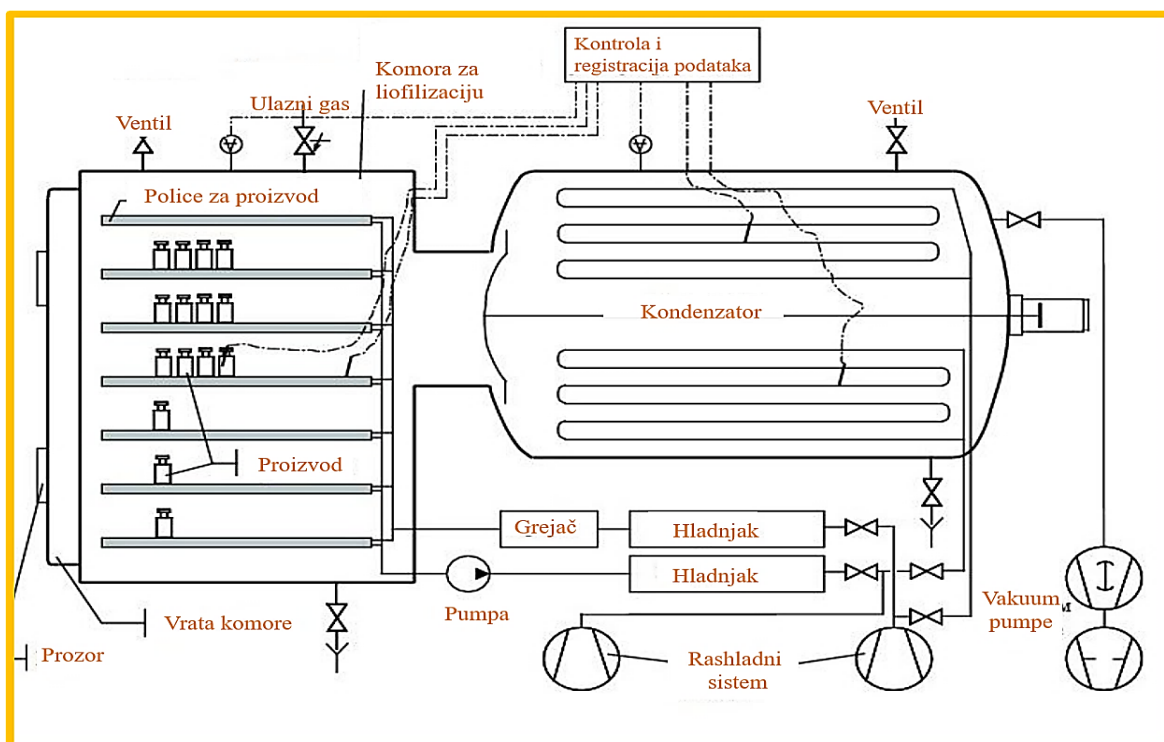 Kontrola i
registracija podataka
Komora za
liofilizaciju
Ulazni gas
Ventil
Ventil
Police za proizvod
Kondenzator
Proizvod
Grejač
Hladnjak
Hladnjak
Pumpa
Vrata komore
Prozor
Rashladni
sistem
Vakuum
pumpe